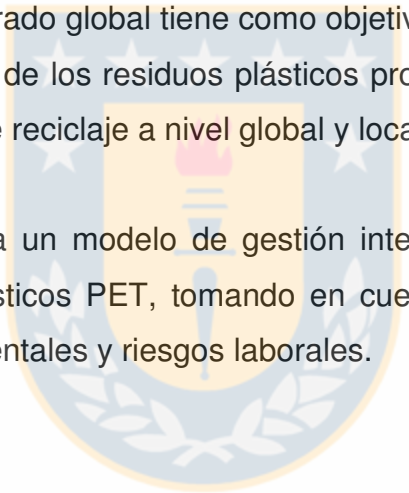 rado global tiene como objetiv
de los residuos plásticos pro
e reciclaje a nivel global y loca
a un modelo de gestión inte
sticos PET, tomando en cue
entales y riesgos laborales.